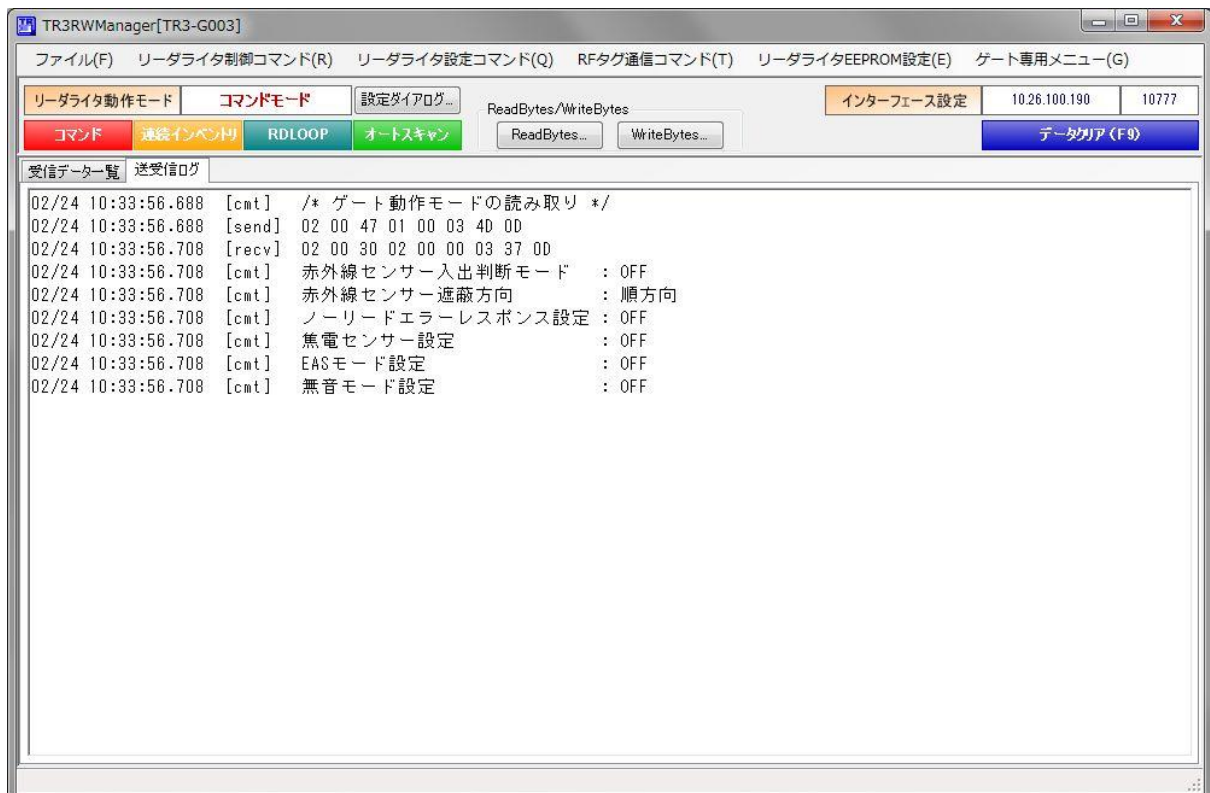 TR3RWManager[TR3-G003]
ファイル(F) リーダライタ制御コマンド(R) リーダライタ設定コマンド(Q) RFタグ通信コマンド(T) リーダライタEEPROM設定(E) ゲート専用メニュー(G)
リーダライタ動作モード コマンドモード 設定ダイアログ... ReadBytes/WriteBytes インターフェース設定 10.26.100.190 10777
コマンド 連続インベントリ RDLOOP オートスキャン ReadBytes... WriteBytes... データクリア(F9)
受信データ一覧 送受信ログ
02/24 10:33:56.688 [cmt] /* ゲート動作モードの読み取り */
02/24 10:33:56.688 [send] 02 00 47 01 00 03 4D 0D
02/24 10:33:56.708 [recv] 02 00 30 02 00 00 03 37 0D
02/24 10:33:56.708 [cmt] 赤外線センサー入出判断モード : OFF
02/24 10:33:56.708 [cmt] 赤外線センサー遮蔽方向 : 順方向
02/24 10:33:56.708 [cmt] ノーリードエラーレスポンス設定 : OFF
02/24 10:33:56.708 [cmt] 焦電センサー設定 : OFF
02/24 10:33:56.708 [cmt] EASモード設定 : OFF
02/24 10:33:56.708 [cmt] 無音モード設定 : OFF